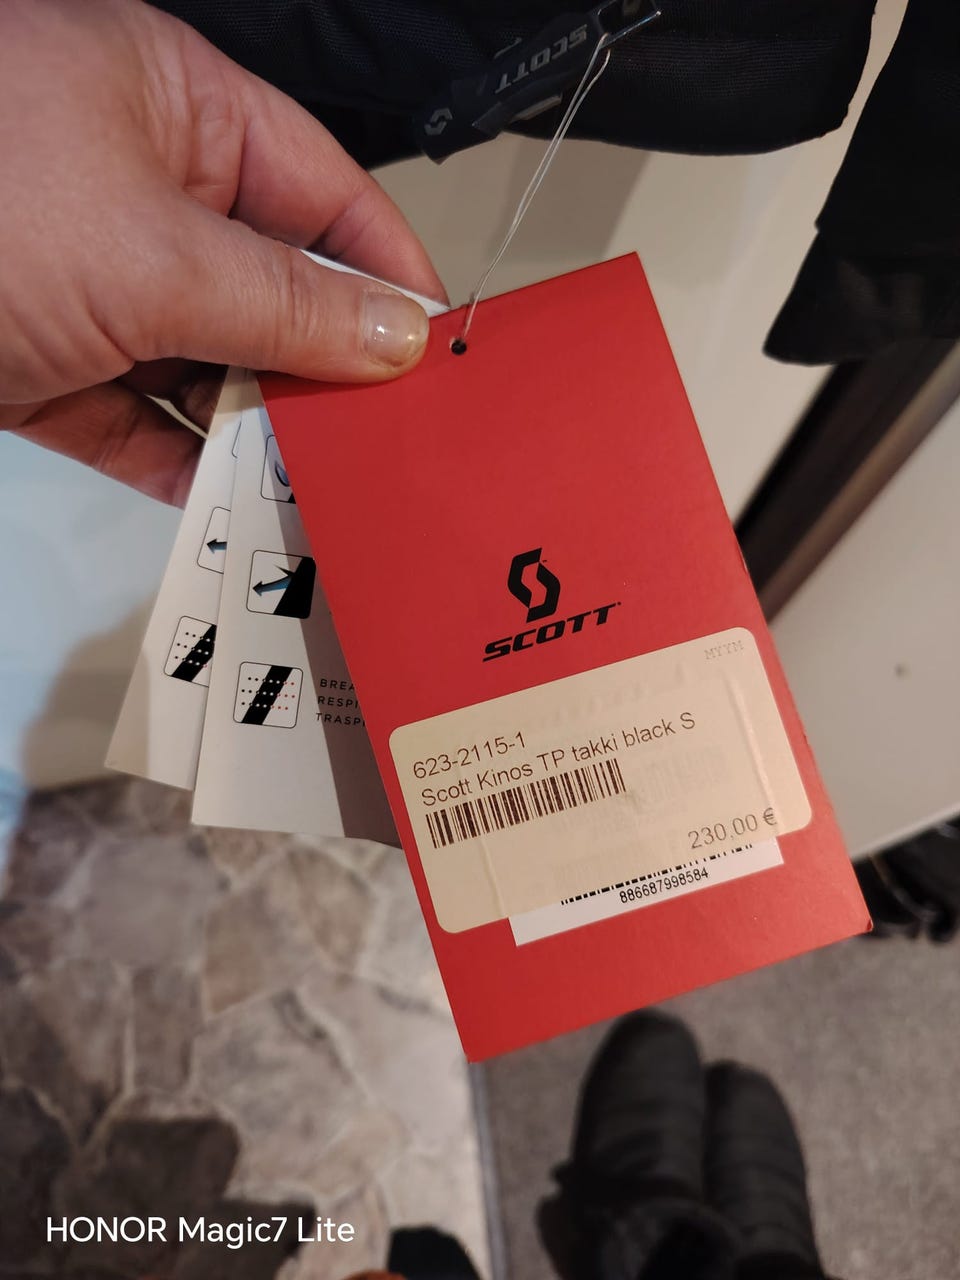 SCOTT
SCOTT
MYYM
623-2115-1
Scott Kinos TP takki black S
230,00 €
886687998584
BREA
RESPI
TRASPI
HONOR Magic7 Lite